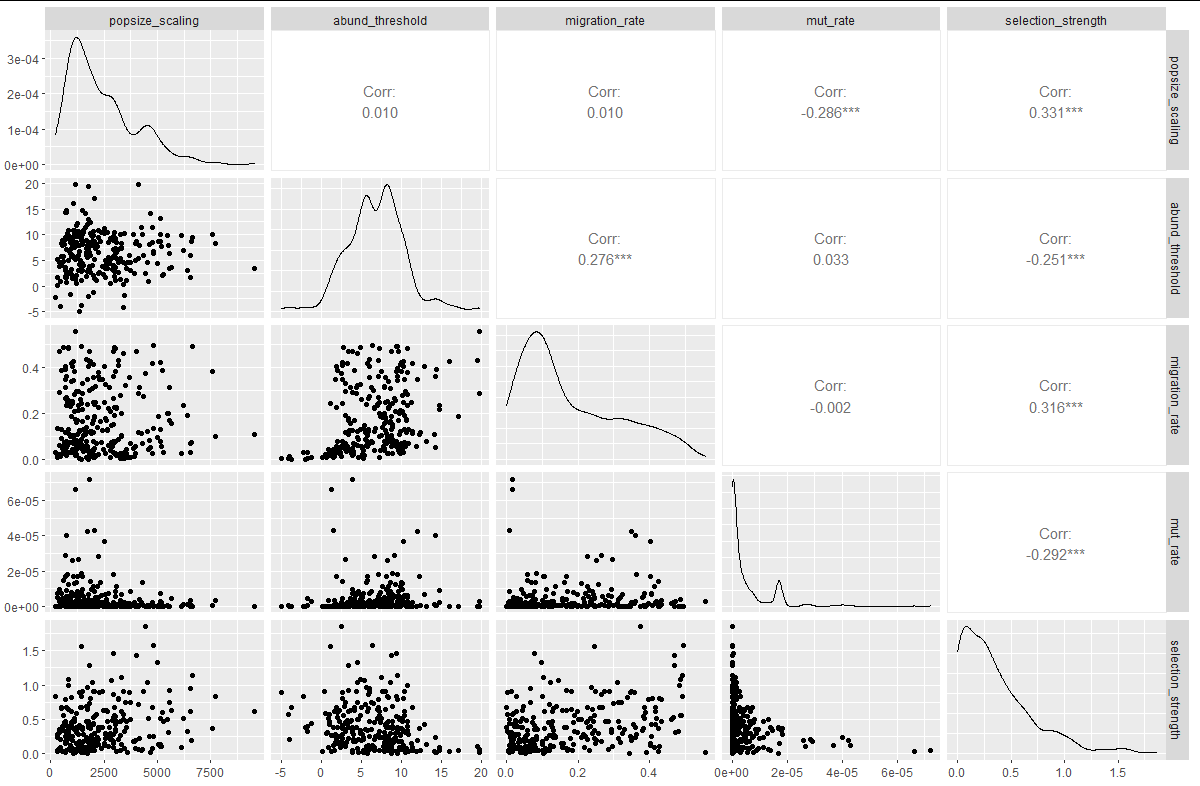 popsize_scaling
abund_threshold
migration_rate
mut_rate
selection_strength
3e-04
2e-04
1e-04
0e+00
Corr:
0.010
Corr:
0.010
Corr:
-0.286***
Corr:
0.331***
popsize_scaling
20
15
10
5
0
-5
Corr:
0.276***
Corr:
0.033
Corr:
-0.251***
abund_threshold
0.4
0.2
0.0
Corr:
-0.002
Corr:
0.316***
migration_rate
6e-05
4e-05
2e-05
0e+00
Corr:
-0.292***
mut_rate
1.5
1.0
0.5
0.0
selection_strength
0 2500 5000 7500
-5 0 5 10 15 20
0.0 0.2 0.4
0e+00 2e-05 4e-05 6e-05
0.0 0.5 1.0 1.5